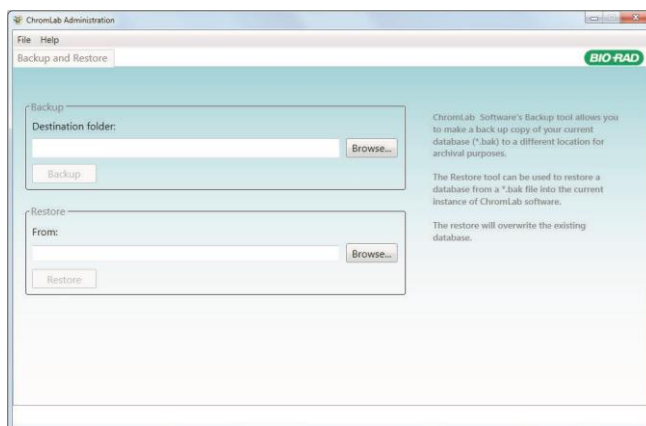 ChromLab Administration
File Help
Backup and Restore
BIO-RAD
Backup
Destination folder:
Browse...
Backup
Restore
From:
Browse...
Restore
ChromLab Software's Backup tool allows you
to make a back up copy of your current
database (*.bak) to a different location for
archival purposes.
The Restore tool can be used to restore a
database from a *.bak file into the current
instance of ChromLab software.
The restore will overwrite the existing
database.